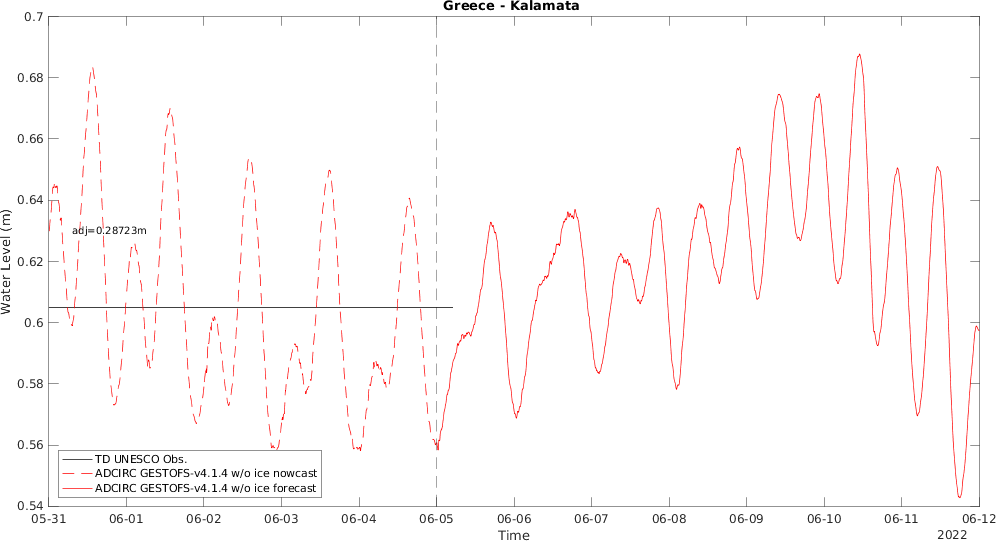 Greece - Kalamata
0.7
0.68
0.66
0.64
0.62
0.6
0.58
0.56
0.54
Water Level (m)
adj=0.28723m
TD UNESCO Obs.
ADCIRC GESTOFS-v4.1.4 w/o ice nowcast
ADCIRC GESTOFS-v4.1.4 w/o ice forecast
05-31 06-01 06-02 06-03 06-04 06-05 06-06 06-07 06-08 06-09 06-10 06-11 06-12
Time
2022